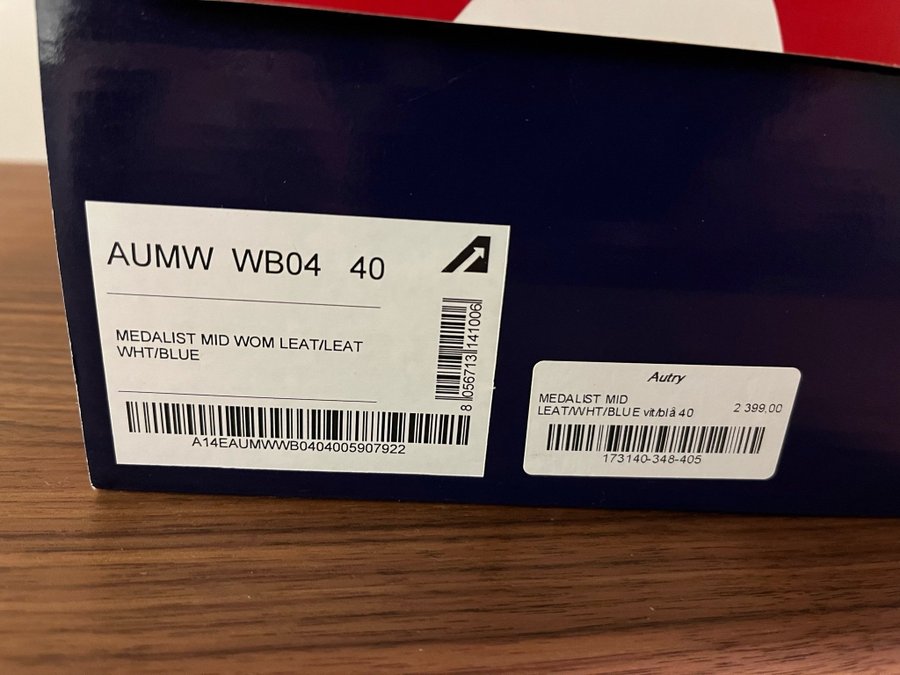 AUMW WB04 40
MEDALIST MID WOM LEAT/LEAT
WHT/BLUE
8 056713 141006
A14EAUMWWB0404005907922
Autry
MEDALIST MID
LEAT/WHT/BLUE vit/blå 40 2 399,00
173140-348-405